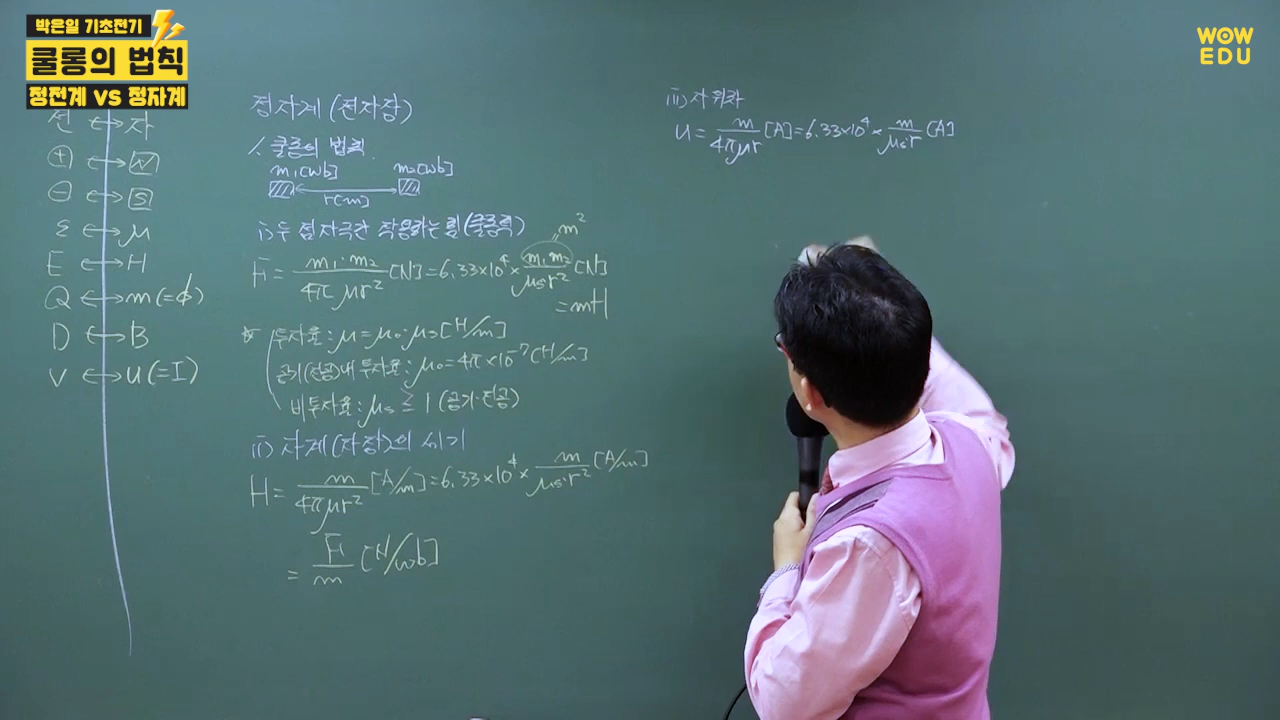 박은일 기초전기
쿨롱의 법칙
정전계 vs 정자계
WOW
EDU
전 ↔ 자
⊕ ↔ N
⊖ ↔ S
ε ↔ μ
E ↔ H
Q ↔ m(=ϕ)
D ↔ B
V ↔ u(=I)
정자계(전자장)
1. 쿨롱의 법칙
m₁[wb] m₂[wb]
r[m]
i) 두 점자극간 작용하는 힘(쿨롱력)
m²
F = m₁·m₂/4πμr² [N] = 6.33×10⁴ × m₁m₂/μsr² [N]
= mH
☆ 투자율 : μ = μ₀·μs [H/m]
공기(진공)내 투자율 : μ₀ = 4π×10⁻⁷ [H/m]
비투자율 : μs ≥ 1 (공기·진공)
ii) 자계(자장)의 세기
H = m/4πμr² [A/m] = 6.33×10⁴ × m/μs·r² [A/m]
= F/m [N/wb]
iii) 자위차
u = m/4πμr [A] = 6.33×10⁴ × m/μsr [A]